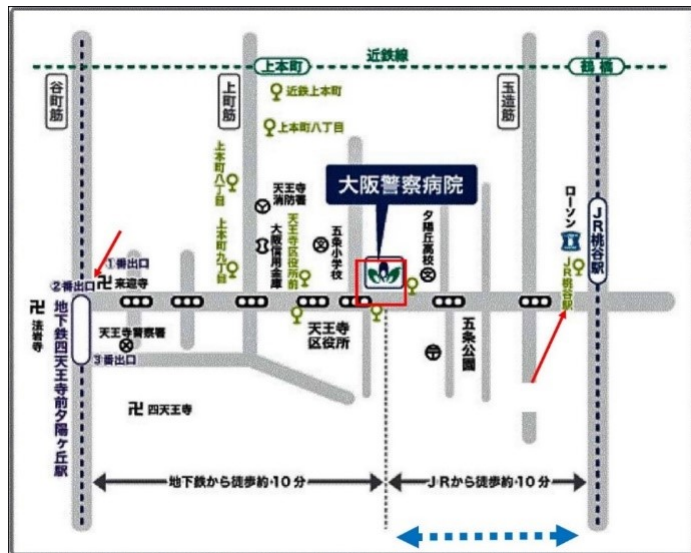 近鉄線
上本町
鶴橋
谷町筋
上町筋
玉造筋
近鉄上本町
上本町八丁目
上本町八丁目
大阪警察病院
天王寺
消防署
大阪信用金庫
天王寺区役所前
五条小学校
夕陽丘高校
ローソン
JR桃谷駅
JR桃谷駅
上本町九丁目
①番出口
②番出口
卍 来迎寺
卍
法岩寺
地下鉄四天王寺前夕陽ヶ丘駅
天王寺警察署
③番出口
天王寺
区役所
五条公園
卍 四天王寺
地下鉄から徒歩約・10分
JRから徒歩約・10分